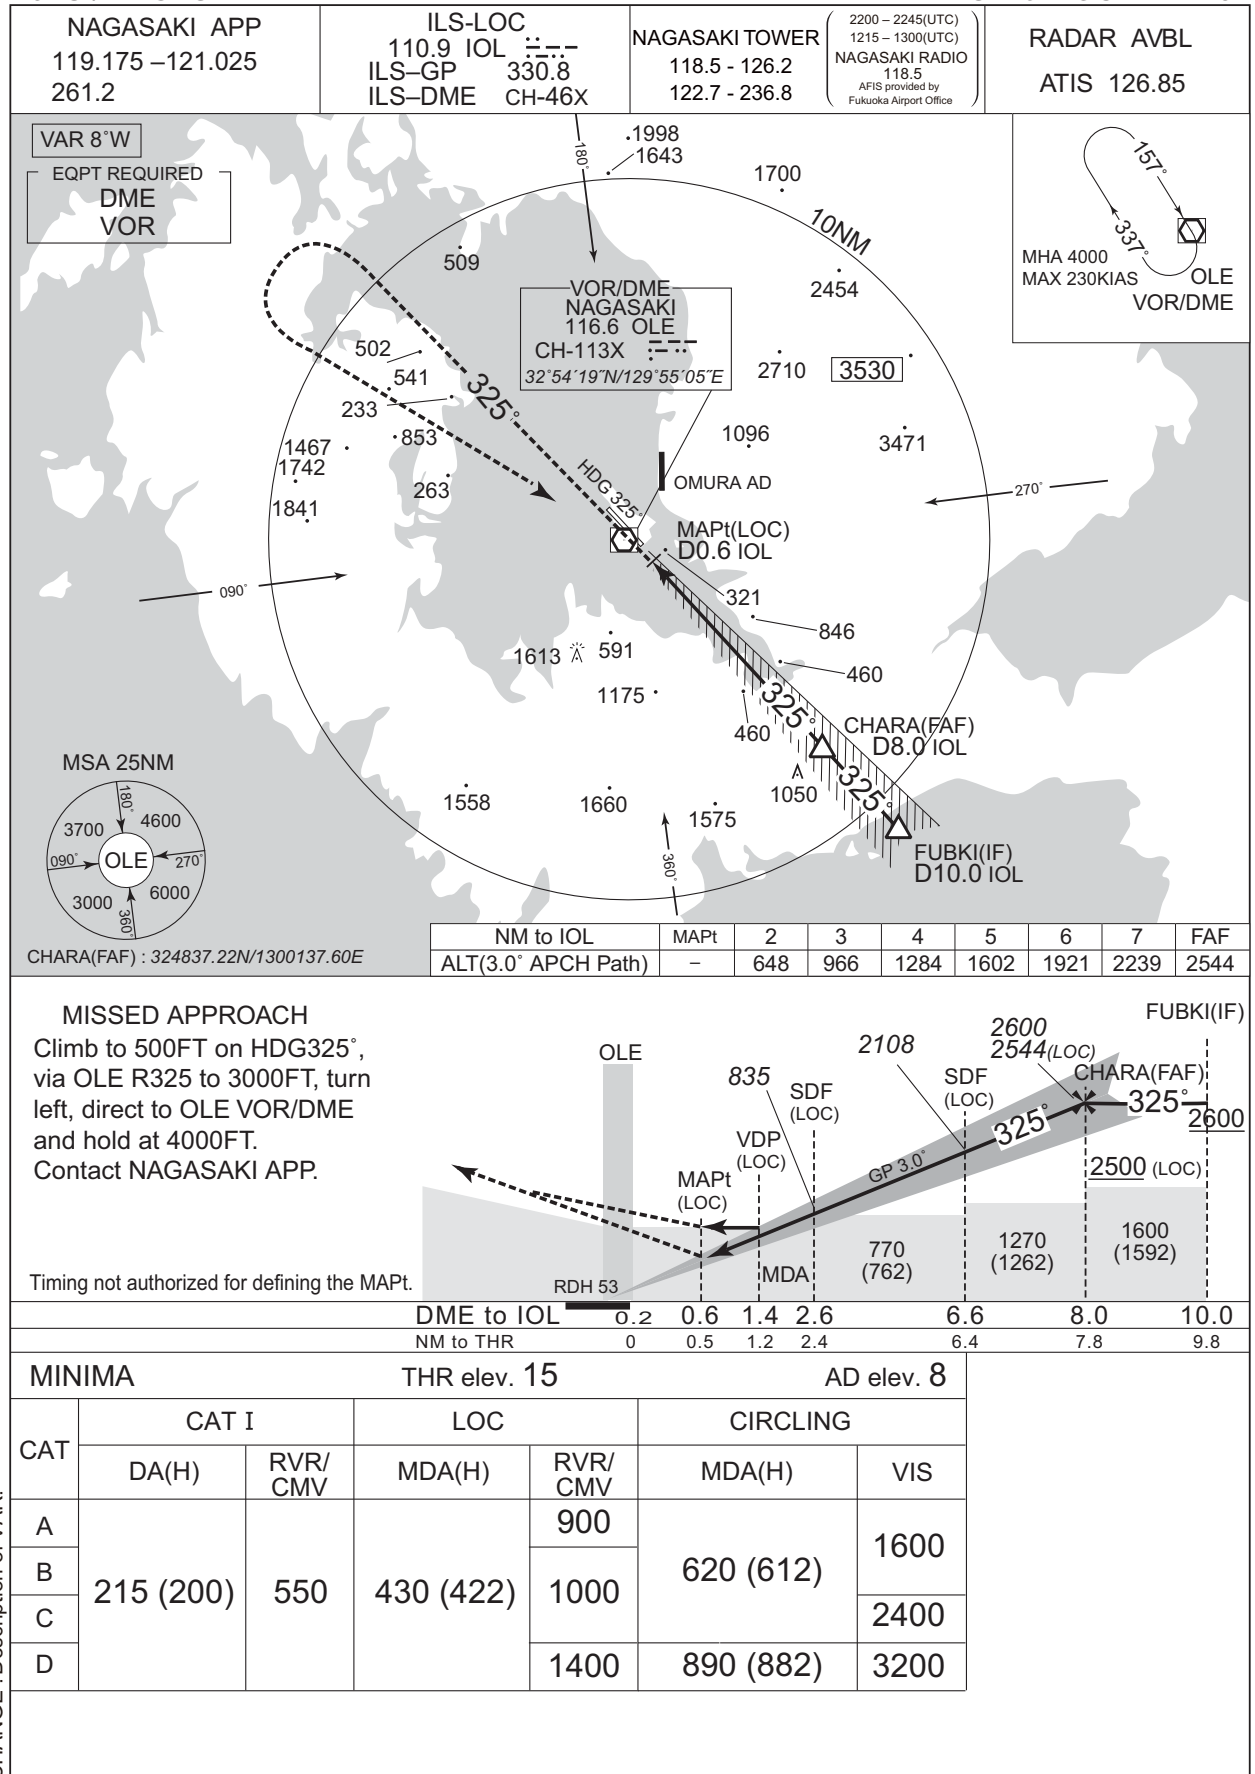 NAGASAKI APP
119.175 –121.025
261.2
ILS-LOC
110.9 IOL
ILS–GP 330.8
ILS–DME CH-46X
NAGASAKI TOWER
118.5 - 126.2
122.7 - 236.8
2200 – 2245(UTC)
1215 – 1300(UTC)
NAGASAKI RADIO
118.5
AFIS provided by
Fukuoka Airport Office
RADAR AVBL
ATIS 126.85
VAR 8˚W
EQPT REQUIRED
DME
VOR
180˚
1998
1643
1700
10NM
509
2454
157˚
337˚
MHA 4000
MAX 230KIAS
OLE
VOR/DME
VOR/DME
NAGASAKI
116.6 OLE
CH-113X
32˚54´19˝N/129˚55´05˝E
502
541
233
325˚
2710
3530
1467
853
1742
1096
3471
263
HDG 325˚
OMURA AD
270˚
1841
MAPt(LOC)
D0.6 IOL
090˚
321
846
1613
591
460
1175
325˚
460
CHARA(FAF)
D8.0 IOL
1050
325˚
1558
1660
1575
360˚
FUBKI(IF)
D10.0 IOL
MSA 25NM
180˚
3700
4600
090˚
OLE
270˚
3000
6000
360˚
CHARA(FAF) : 324837.22N/1300137.60E
NM to IOL MAPt 2 3 4 5 6 7 FAF
ALT(3.0˚ APCH Path) – 648 966 1284 1602 1921 2239 2544
MISSED APPROACH
Climb to 500FT on HDG325˚,
via OLE R325 to 3000FT, turn
left, direct to OLE VOR/DME
and hold at 4000FT.
Contact NAGASAKI APP.
Timing not authorized for defining the MAPt.
OLE
835
2108
2600
2544(LOC)
FUBKI(IF)
SDF
(LOC)
SDF
(LOC)
CHARA(FAF)
325˚
325˚
2600
VDP
(LOC)
MAPt
(LOC)
GP 3.0˚
2500 (LOC)
770
(762)
1270
(1262)
1600
(1592)
MDA
RDH 53
DME to IOL 0.2 0.6 1.4 2.6 6.6 8.0 10.0
NM to THR 0 0.5 1.2 2.4 6.4 7.8 9.8
MINIMA THR elev. 15 AD elev. 8
CAT
CAT I LOC CIRCLING
DA(H) RVR/CMV MDA(H) RVR/CMV MDA(H) VIS
A
B
C
D
215 (200) 550 430 (422)
900
1000
1400
620 (612)
890 (882)
1600
2400
3200